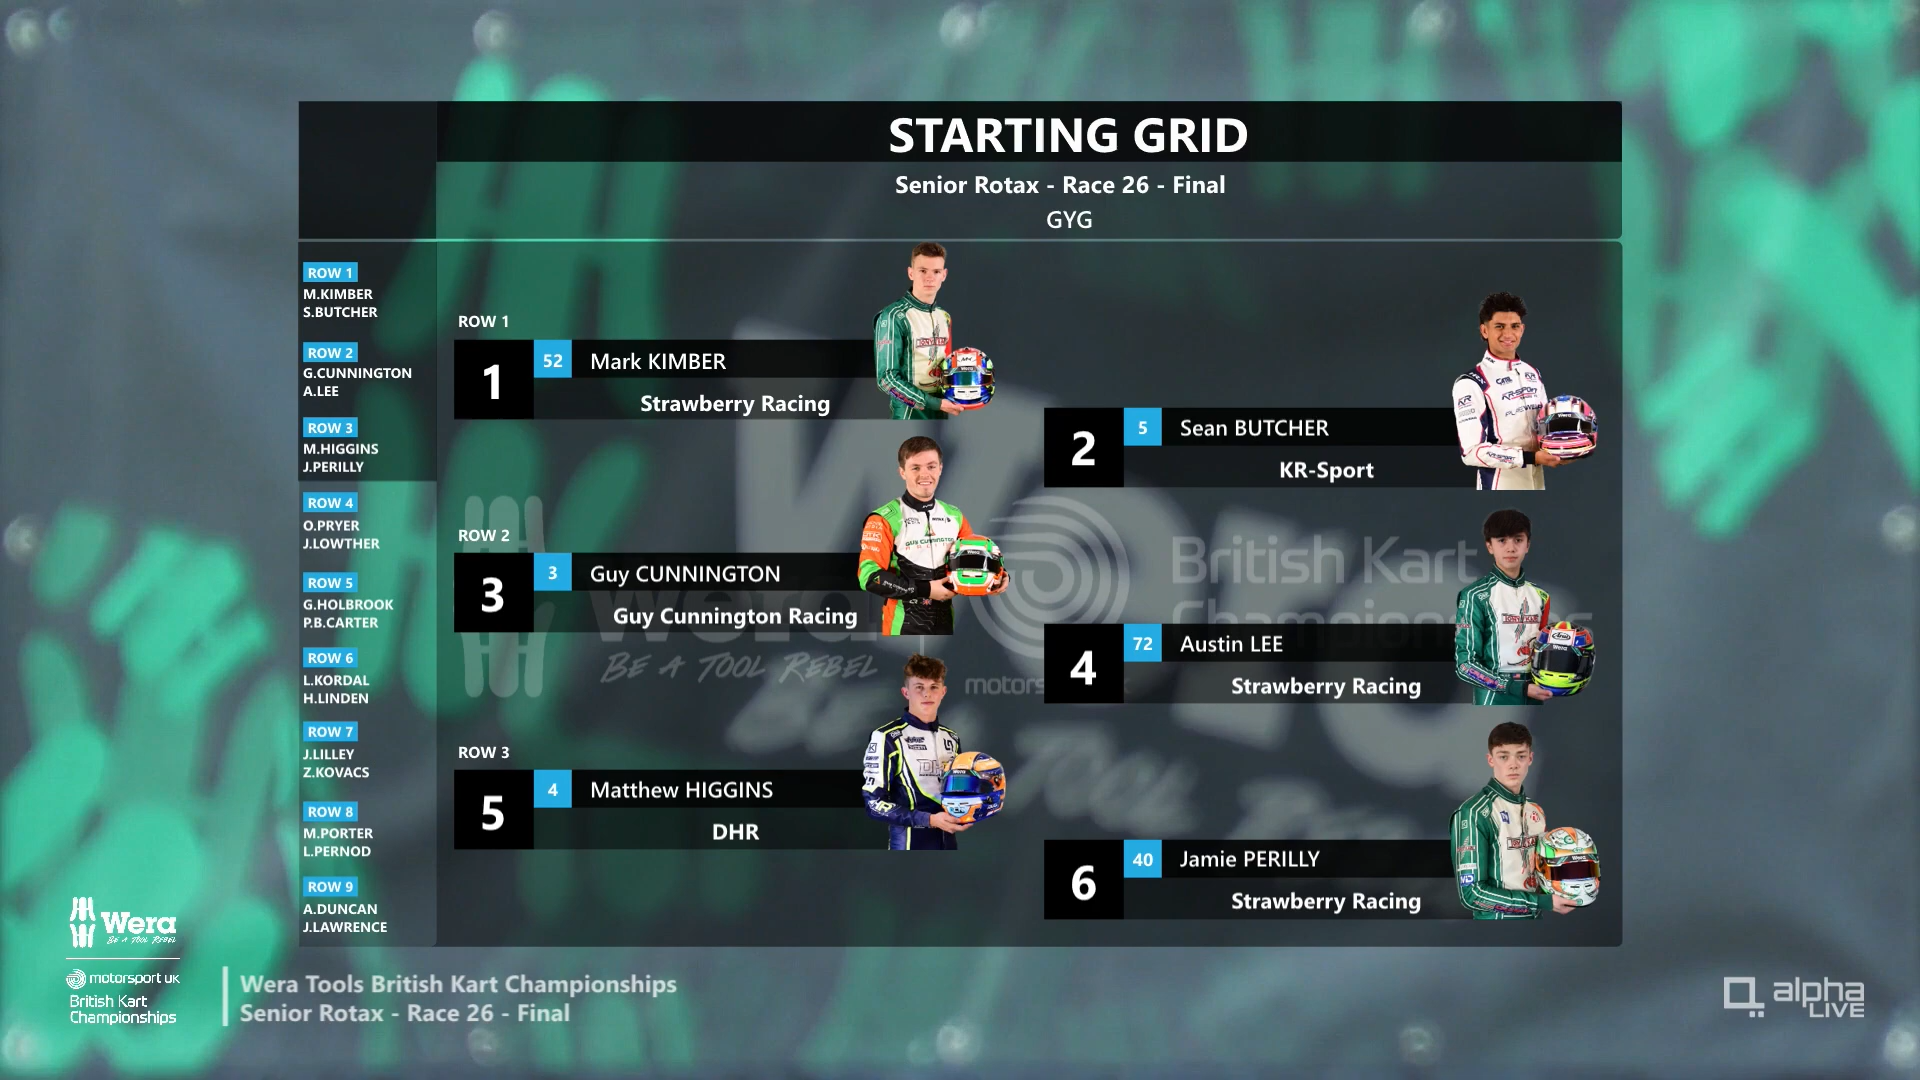 STARTING GRID
Senior Rotax - Race 26 - Final
GYG
ROW 1
M.KIMBER
S.BUTCHER
ROW 2
G.CUNNINGTON
A.LEE
ROW 3
M.HIGGINS
J.PERILLY
ROW 4
O.PRYER
J.LOWTHER
ROW 5
G.HOLBROOK
P.B.CARTER
ROW 6
L.KORDAL
H.LINDEN
ROW 7
J.LILLEY
Z.KOVACS
ROW 8
M.PORTER
L.PERNOD
ROW 9
A.DUNCAN
J.LAWRENCE
ROW 1
1 52 Mark KIMBER
Strawberry Racing
2 5 Sean BUTCHER
KR-Sport
ROW 2
3 3 Guy CUNNINGTON
Guy Cunnington Racing
4 72 Austin LEE
Strawberry Racing
ROW 3
5 4 Matthew HIGGINS
DHR
6 40 Jamie PERILLY
Strawberry Racing
wera
BE A TOOL REBEL
British Kart
Championships
Wera
BE A TOOL REBEL
motorsport UK
British Kart
Championships
Wera Tools British Kart Championships
Senior Rotax - Race 26 - Final
alpha
LIVE